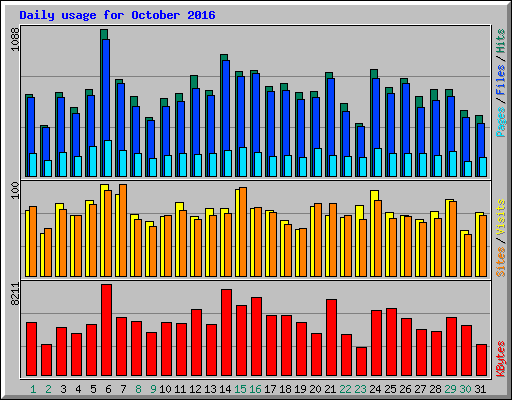 Daily usage for October 2016
1088
Pages / Files / Hits
100
Sites / Visits
8211
KBytes
1 2 3 4 5 6 7 8 9 10 11 12 13 14 15 16 17 18 19 20 21 22 23 24 25 26 27 28 29 30 31